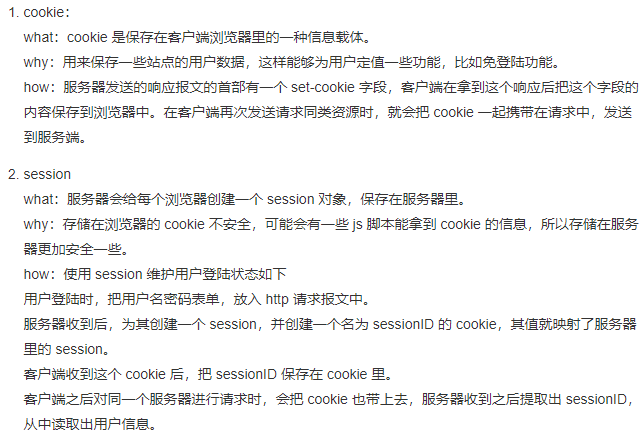 1. cookie：
what：cookie 是保存在客户端浏览器里的一种信息载体。
why：用来保存一些站点的用户数据，这样能够为用户定值一些功能，比如免登陆功能。
how：服务器发送的响应报文的首部有一个 set-cookie 字段，客户端在拿到这个响应后把这个字段的
内容保存到浏览器中。在客户端再次发送请求同类资源时，就会把 cookie 一起携带在请求中，发送
到服务端。
2. session
what：服务器会给每个浏览器创建一个 session 对象，保存在服务器里。
why：存储在浏览器的 cookie 不安全，可能会有一些 js 脚本能拿到 cookie 的信息，所以存储在服务
器更加安全一些。
how：使用 session 维护用户登陆状态如下
用户登陆时，把用户名密码表单，放入 http 请求报文中。
服务器收到后，为其创建一个 session，并创建一个名为 sessionID 的 cookie，其值就映射了服务器
里的 session。
客户端收到这个 cookie 后，把 sessionID 保存在 cookie 里。
客户端之后对同一个服务器进行请求时，会把 cookie 也带上去，服务器收到之后提取出 sessionID，
从中读取出用户信息。